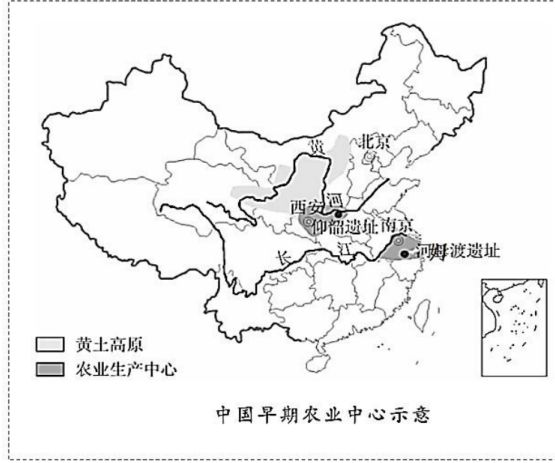 黄
北京
河
西安
仰韶遗址
南京
长
江
河姆渡遗址
黄土高原
农业生产中心
中国早期农业中心示意